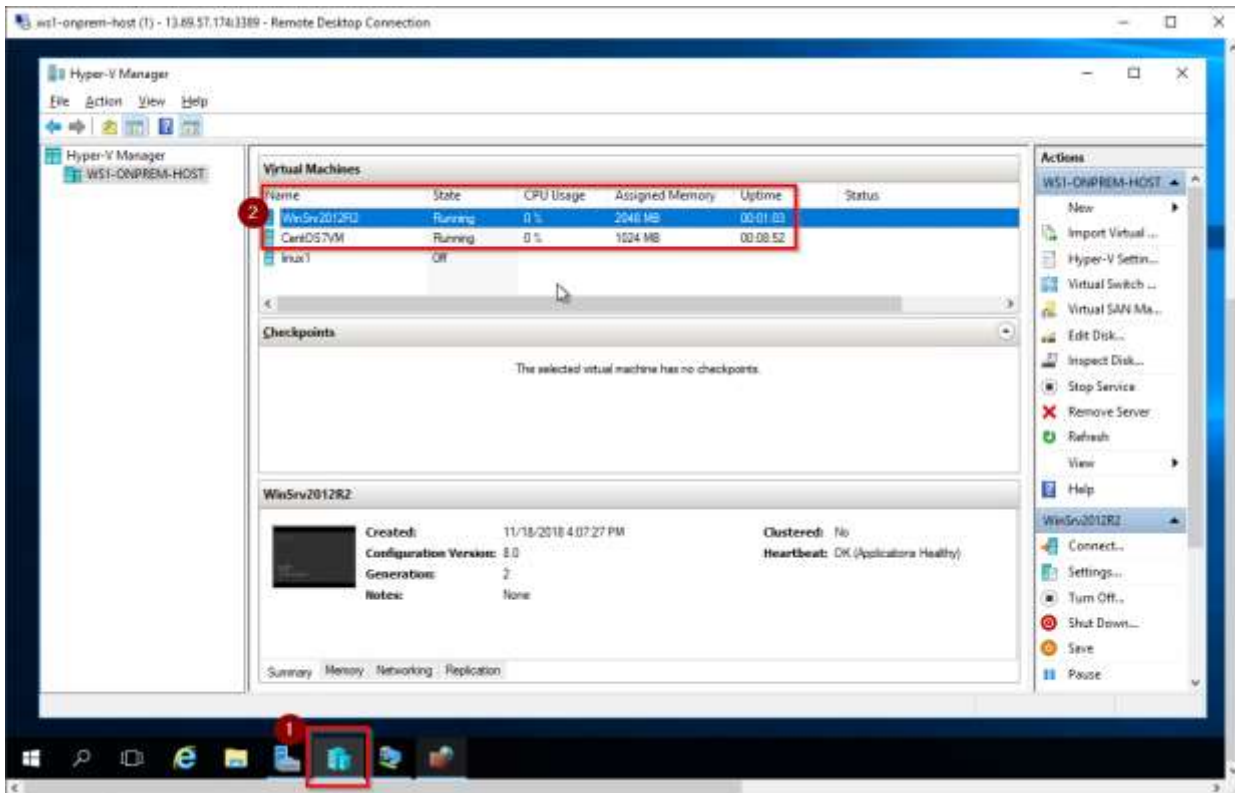 ws1-onprem-host (1) - 13.69.57.174:3389 - Remote Desktop Connection
Hyper-V Manager
File Action View Help
Hyper-V Manager
WS1-ONPREM-HOST
Virtual Machines
Name State CPU Usage Assigned Memory Uptime Status
2
WinSrv2012R2 Running 0 % 2048 MB 00:01:03
CentOS7VM Running 0 % 1024 MB 00:08:52
linux1 Off
Checkpoints
The selected virtual machine has no checkpoints.
WinSrv2012R2
Created: 11/18/2018 4:07:27 PM Clustered: No
Configuration Version: 8.0 Heartbeat: OK (Applications Healthy)
Generation: 2
Notes: None
Summary Memory Networking Replication
Actions
WS1-ONPREM-HOST
New
Import Virtual ...
Hyper-V Settin...
Virtual Switch ...
Virtual SAN Ma...
Edit Disk...
Inspect Disk...
Stop Service
Remove Server
Refresh
View
Help
WinSrv2012R2
Connect...
Settings...
Turn Off...
Shut Down...
Save
Pause
1